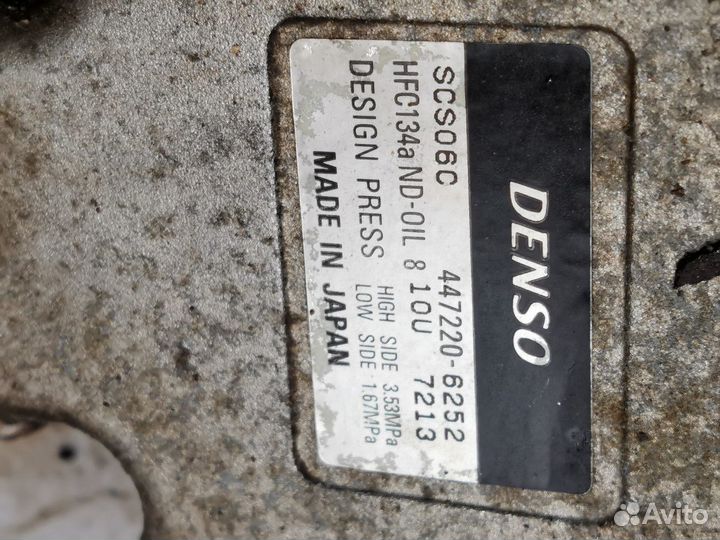 DENSO
SCS06C 447220-6252
HFC134a ND-OIL 8 10U 7213
DESIGN PRESS HIGH SIDE 3.53MPa
LOW SIDE 1.67MPa
MADE IN JAPAN
Avito